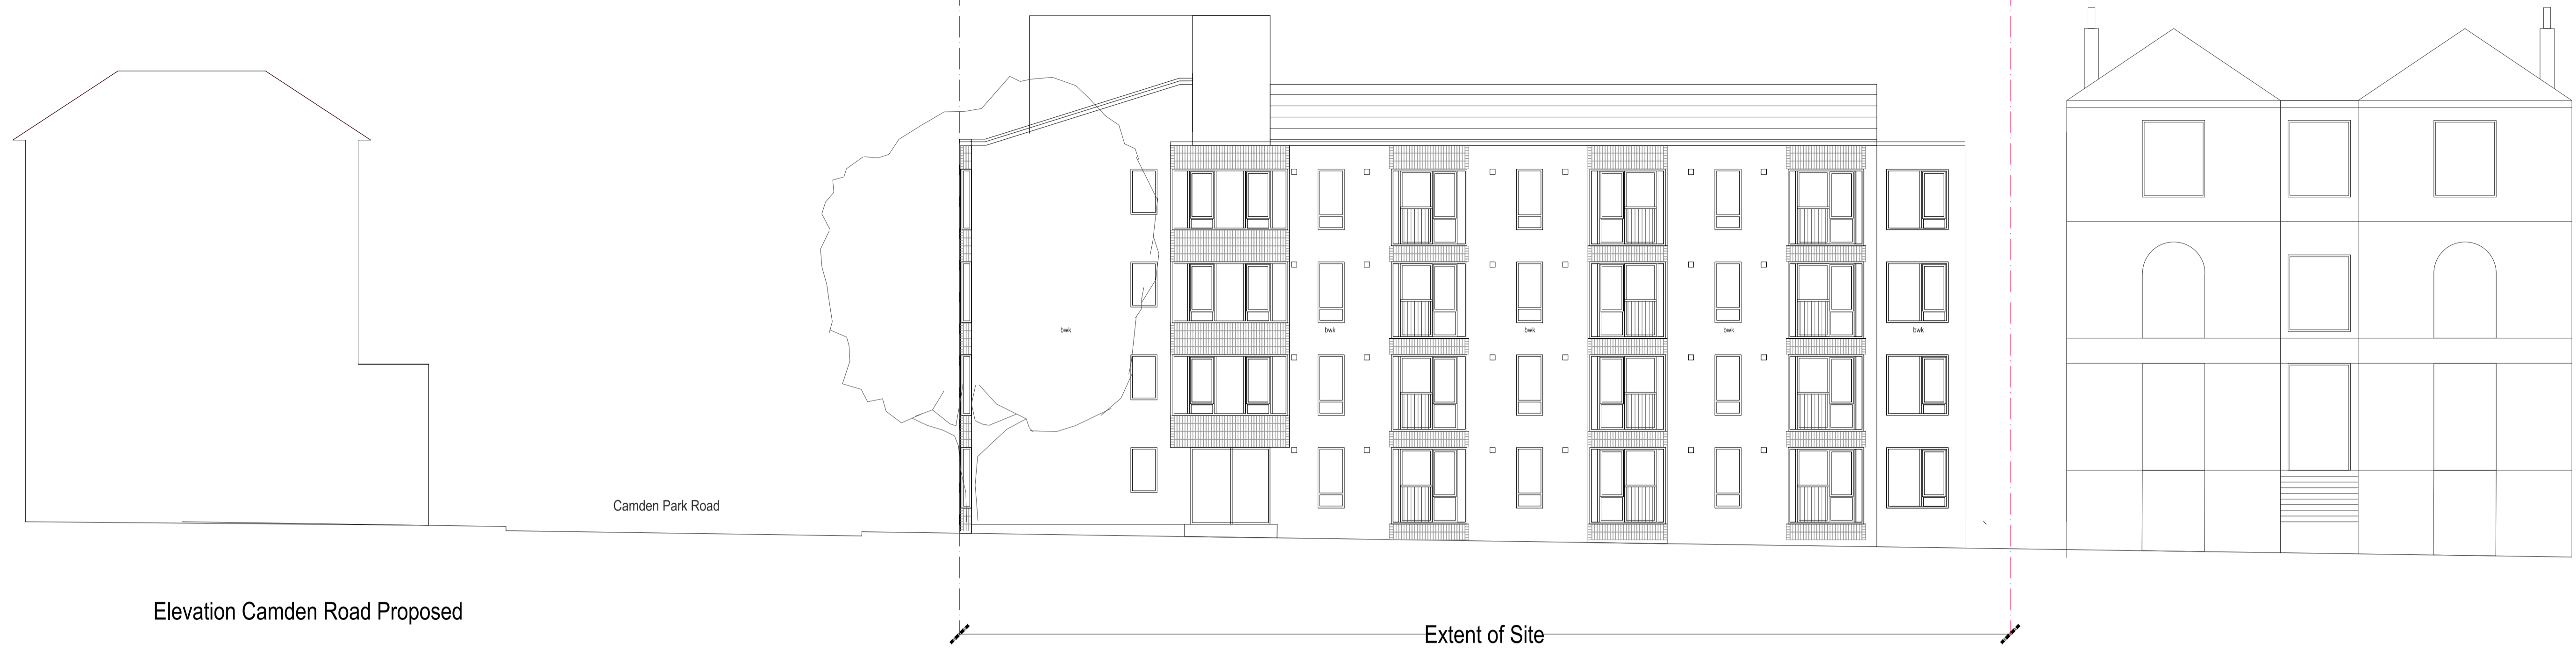 bwk
bwk
bwk
bwk
bwk
Camden Park Road
Elevation Camden Road Proposed
Extent of Site